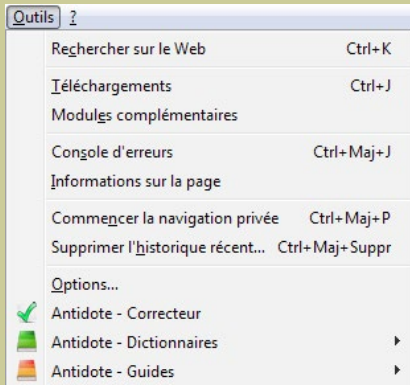 Outils ?
Rechercher sur le Web Ctrl+K
Téléchargements Ctrl+J
Modules complémentaires
Console d'erreurs Ctrl+Maj+J
Informations sur la page
Commencer la navigation privée Ctrl+Maj+P
Supprimer l'historique récent... Ctrl+Maj+Suppr
Options...
Antidote - Correcteur
Antidote - Dictionnaires
Antidote - Guides